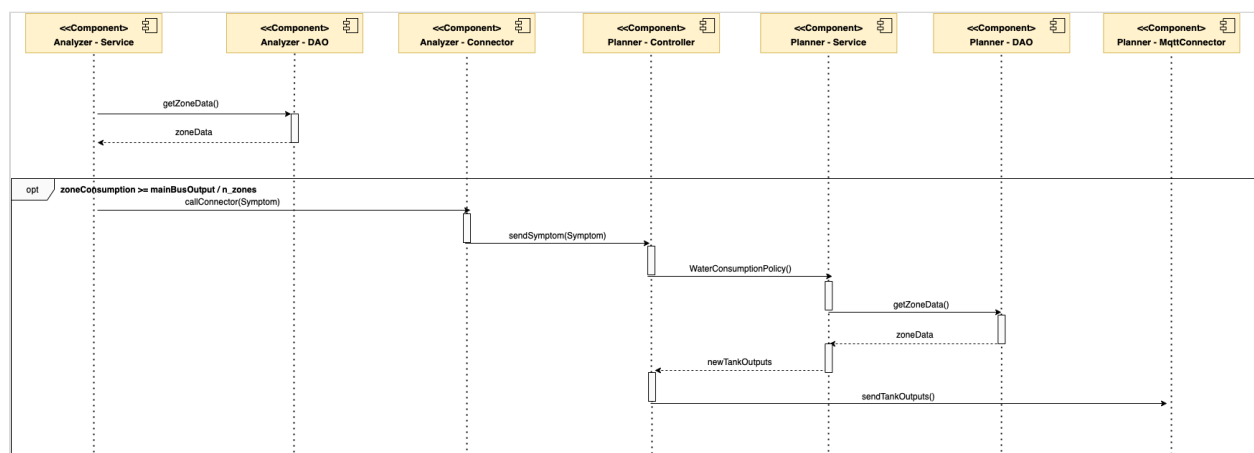 <<Component>>
Analyzer - Service
<<Component>>
Analyzer - DAO
<<Component>>
Analyzer - Connector
<<Component>>
Planner - Controller
<<Component>>
Planner - Service
<<Component>>
Planner - DAO
<<Component>>
Planner - MqttConnector
getZoneData()
zoneData
opt
zoneConsumption >= mainBusOutput / n_zones
callConnector(Symptom)
sendSymptom(Symptom)
WaterConsumptionPolicy()
getZoneData()
zoneData
newTankOutputs
sendTankOutputs()